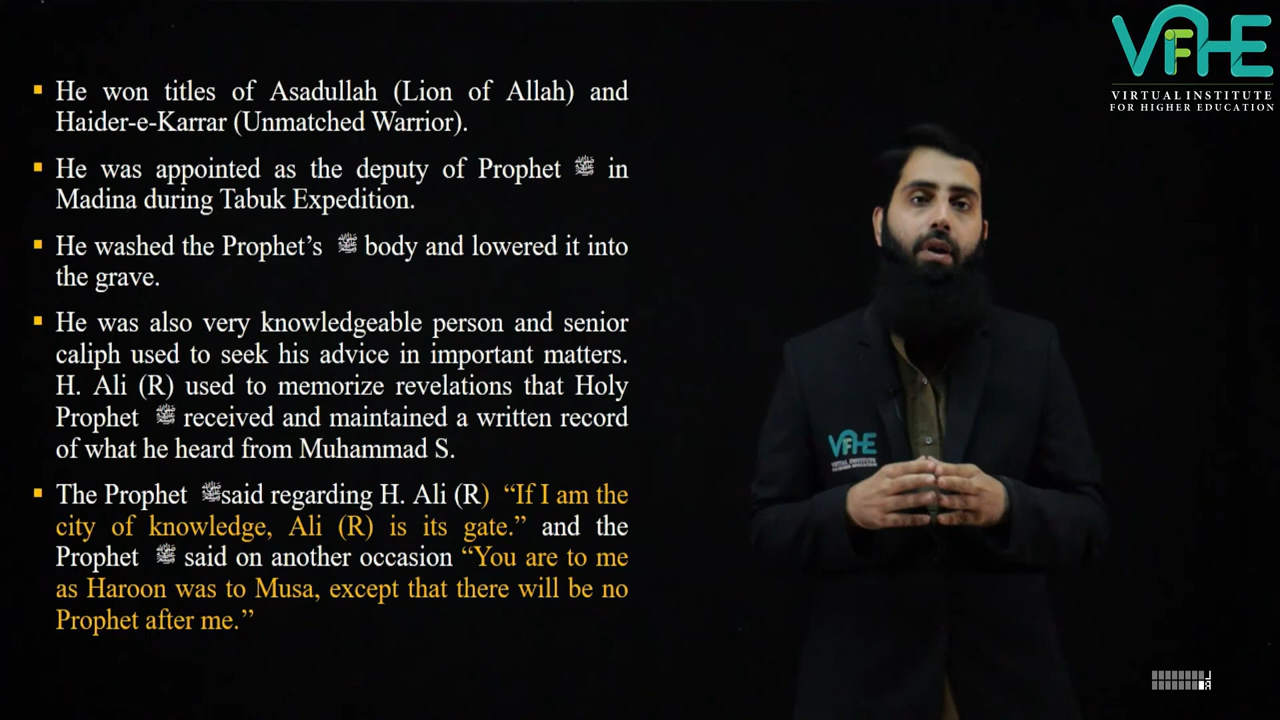 VIFHE
VIRTUAL INSTITUTE
FOR HIGHER EDUCATION
▪ He won titles of Asadullah (Lion of Allah) and
Haider-e-Karrar (Unmatched Warrior).
▪ He was appointed as the deputy of Prophet ﷺ in
Madina during Tabuk Expedition.
▪ He washed the Prophet’s ﷺ body and lowered it into
the grave.
▪ He was also very knowledgeable person and senior
caliph used to seek his advice in important matters.
H. Ali (R) used to memorize revelations that Holy
Prophet ﷺ received and maintained a written record
of what he heard from Muhammad S.
▪ The Prophet ﷺsaid regarding H. Ali (R) “If I am the
city of knowledge, Ali (R) is its gate.” and the
Prophet ﷺ said on another occasion “You are to me
as Haroon was to Musa, except that there will be no
Prophet after me.”
VIFHE
VIRTUAL INSTITUTE